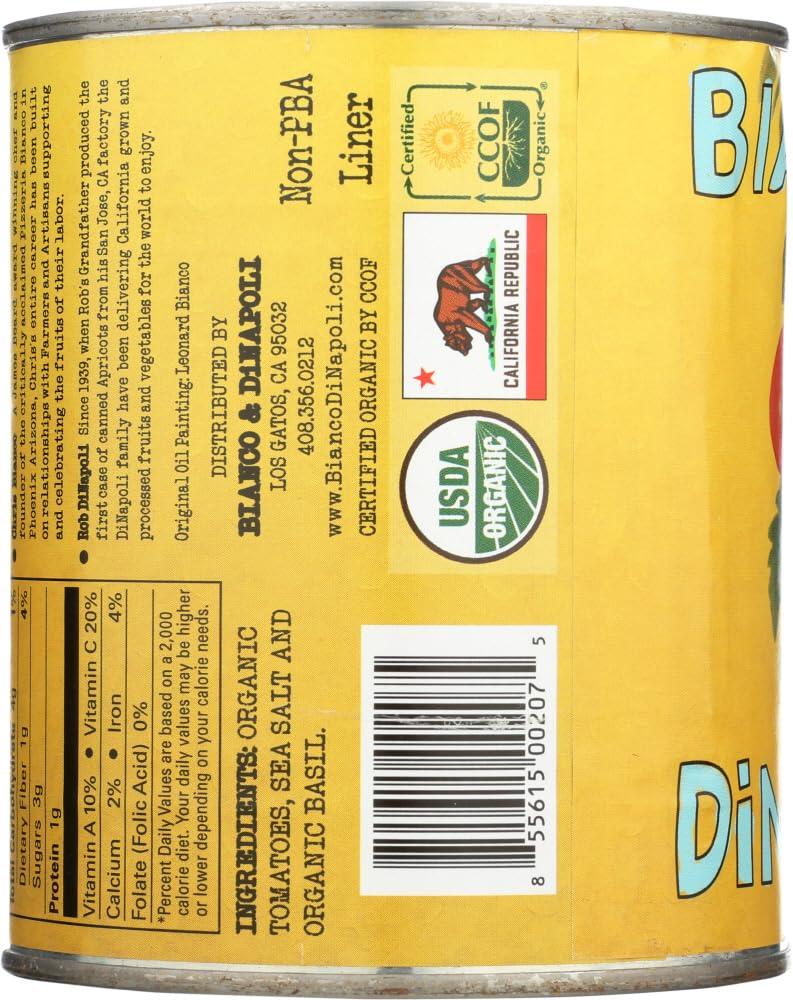 Total Carbohydrate 4g 1%
Dietary Fiber 1g 4%
Sugars 3g
Protein 1g
Vitamin A 10% • Vitamin C 20%
Calcium 2% • Iron 4%
Folate (Folic Acid) 0%
*Percent Daily Values are based on a 2,000
calorie diet. Your daily values may be higher
or lower depending on your calorie needs.
INGREDIENTS: ORGANIC
TOMATOES, SEA SALT AND
ORGANIC BASIL.
• Chris Bianco A James Beard award winning chef and
founder of the critically acclaimed Pizzeria Bianco in
Phoenix Arizona, Chris's entire career has been built
on relationships with Farmers and Artisans supporting
and celebrating the fruits of their labor.
• Rob DiNapoli Since 1939, when Rob's Grandfather produced the
first case of canned Apricots from his San Jose, CA factory the
DiNapoli family have been delivering California grown and
processed fruits and vegetables for the world to enjoy.
Original Oil Painting: Leonard Bianco
DISTRIBUTED BY
BIANCO & DiNAPOLI
LOS GATOS, CA 95032
408.356.0212
www.BiancoDiNapoli.com
CERTIFIED ORGANIC BY CCOF
Non-PBA
Liner
USDA
ORGANIC
CALIFORNIA REPUBLIC
Certified
CCOF
Organic®
8 55615 00207 5
BIA
DiN